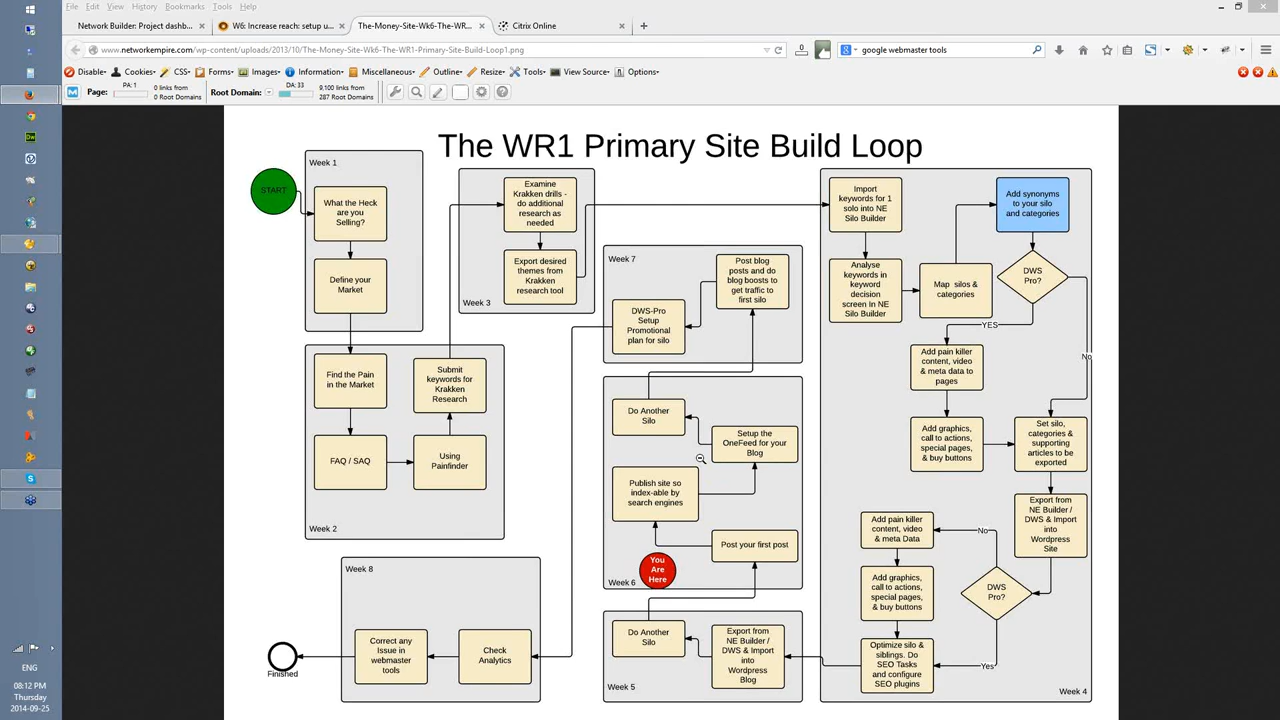 File Edit View History Bookmarks Tools Help
Network Builder: Project dashb...
W6: Increase reach: setup u...
The-Money-Site-Wk6-The-WR...
Citrix Online
www.networkempire.com/wp-content/uploads/2013/10/The-Money-Site-Wk6-The-WR1-Primary-Site-Build-Loop1.png
google webmaster tools
Disable Cookies CSS Forms Images Information Miscellaneous Outline Resize Tools View Source Options
Page:
PA: 1
0 links from
0 Root Domains
Root Domain:
DA: 33
9,100 links from
287 Root Domains
The WR1 Primary Site Build Loop
START
Week 1
What the Heck
are you
Selling?
Define your
Market
Find the Pain
in the Market
FAQ / SAQ
Using
Pathfinder
Submit
keywords for
Krakken
Research
Week 2
Examine
Krakken drills -
do additional
research as
needed
Export desired
themes from
Krakken
research tool
Week 3
Import
keywords for 1
solo into NE
Silo Builder
Analyse
keywords in
keyword
decision
screen In NE
Silo Builder
Map silos &
categories
Add synonyms
to your silo
and categories
DWS
Pro?
YES
No
Add pain killer
content, video
& meta data to
pages
Add graphics,
call to actions,
special pages,
& buy buttons
Set silo,
categories &
supporting
articles to be
exported
Export from
NE Builder /
DWS & Import
into
Wordpress
Site
DWS
Pro?
No
Yes
Add pain killer
content, video
& meta Data
Add graphics,
call to actions,
special pages,
& buy buttons
Optimize silo &
siblings. Do
SEO Tasks
and configure
SEO plugins
Week 4
Export from
NE Builder /
DWS & Import
into
Wordpress
Blog
Do Another
Silo
Week 5
You
Are
Here
Week 6
Post your first post
Publish site so
index-able by
search engines
Setup the
OneFeed for your
Blog
Do Another
Silo
Week 7
Post blog
posts and do
blog boosts to
get traffic to
first silo
DWS-Pro
Setup
Promotional
plan for silo
Week 8
Check
Analytics
Correct any
Issue in
webmaster
tools
Finished
ENG
08:12 PM
Thursday
2014-09-25